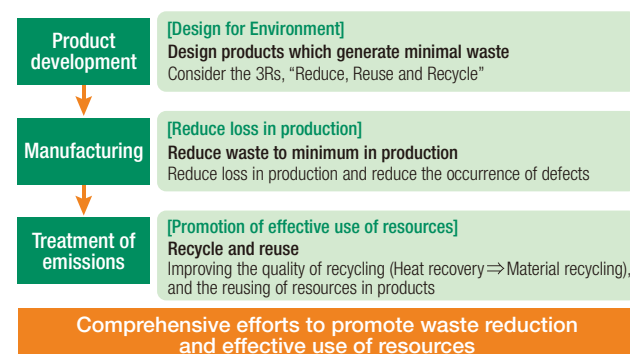 Product
development
[Design for Environment]
Design products which generate minimal waste
Consider the 3Rs, “Reduce, Reuse and Recycle”
Manufacturing
[Reduce loss in production]
Reduce waste to minimum in production
Reduce loss in production and reduce the occurrence of defects
Treatment of
emissions
[Promotion of effective use of resources]
Recycle and reuse
Improving the quality of recycling (Heat recovery⇒Material recycling),
and the reusing of resources in products
Comprehensive efforts to promote waste reduction
and effective use of resources